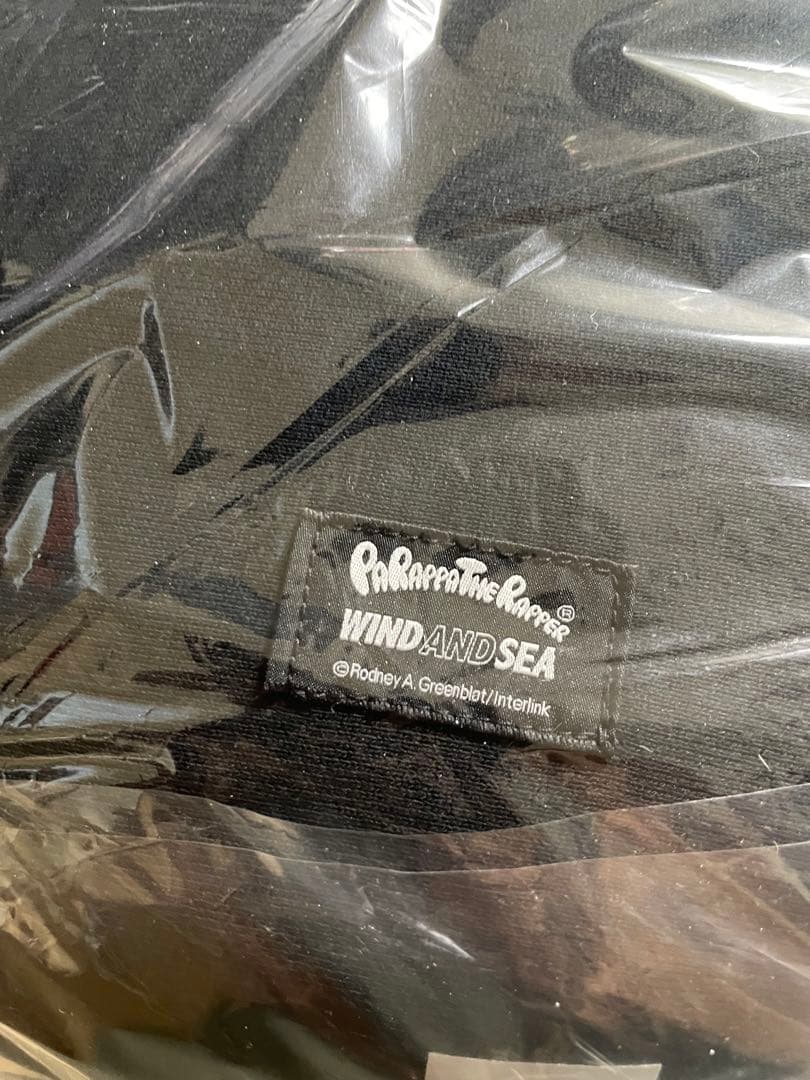 PaRappa The Rapper®
WIND AND SEA
©Rodney A. Greenblat/Interlink